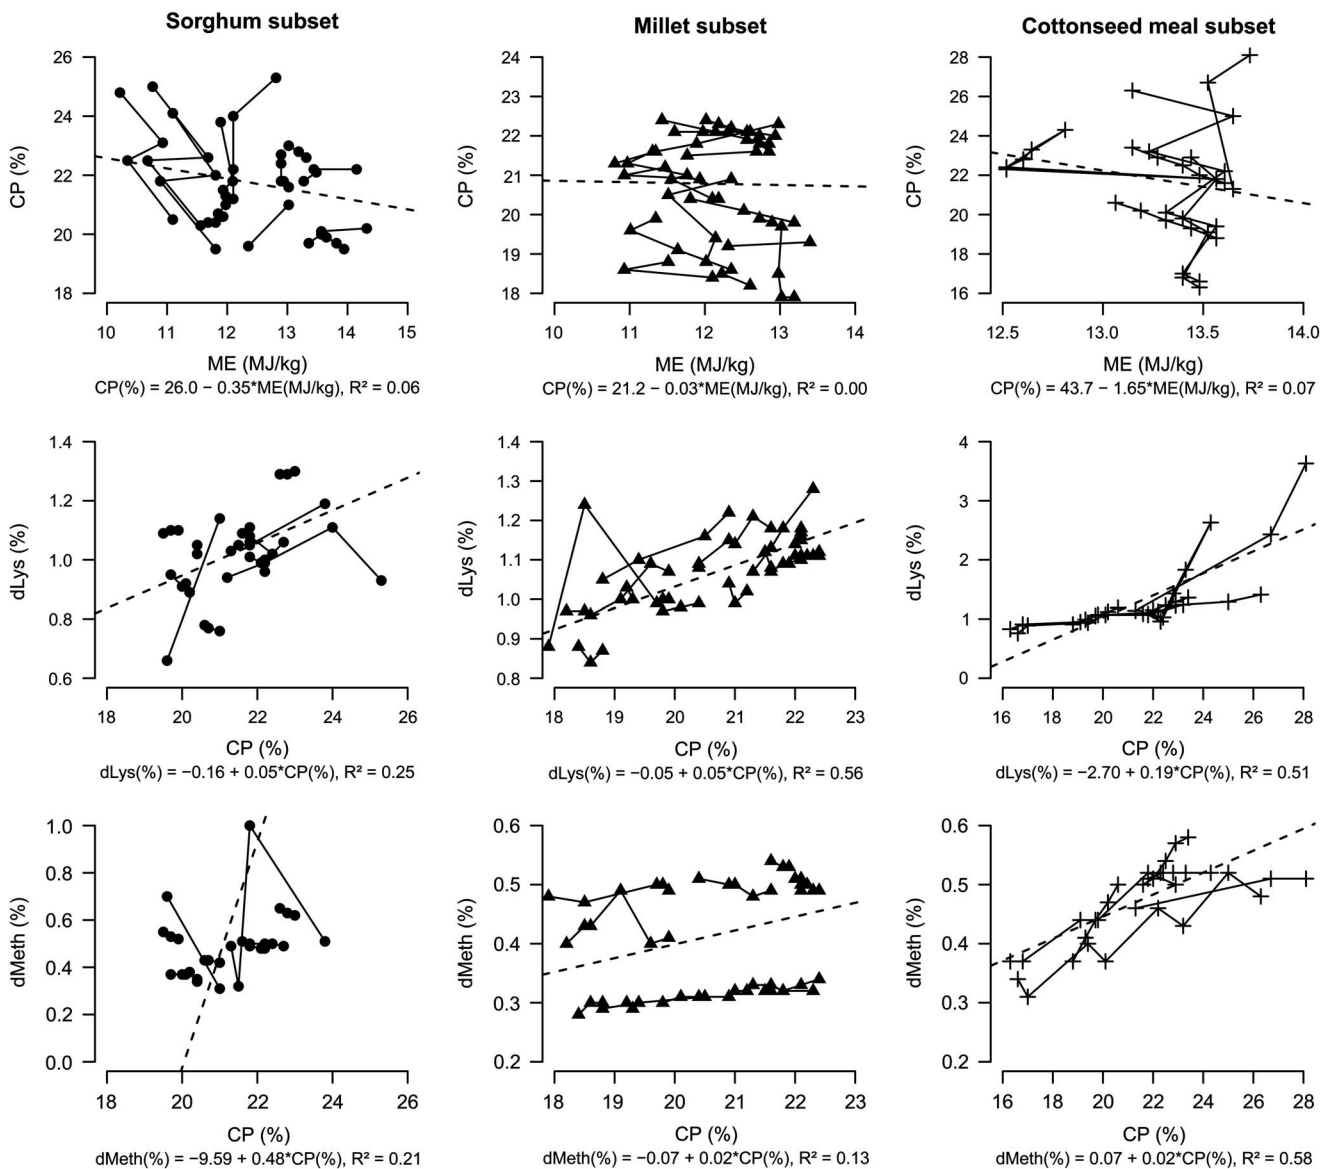 Sorghum subset
Millet subset
Cottonseed meal subset
CP (%)
26
24
22
20
18
10 11 12 13 14 15
ME (MJ/kg)
CP(%) = 26.0 − 0.35*ME(MJ/kg), R² = 0.06
CP (%)
24
23
22
21
20
19
18
10 11 12 13 14
ME (MJ/kg)
CP(%) = 21.2 − 0.03*ME(MJ/kg), R² = 0.00
CP (%)
28
26
24
22
20
18
16
12.5 13.0 13.5 14.0
ME (MJ/kg)
CP(%) = 43.7 − 1.65*ME(MJ/kg), R² = 0.07
dLys (%)
1.4
1.2
1.0
0.8
0.6
18 20 22 24 26
CP (%)
dLys(%) = −0.16 + 0.05*CP(%), R² = 0.25
dLys (%)
1.4
1.3
1.2
1.1
1.0
0.9
0.8
18 19 20 21 22 23
CP (%)
dLys(%) = −0.05 + 0.05*CP(%), R² = 0.56
dLys (%)
4
3
2
1
0
16 18 20 22 24 26 28
CP (%)
dLys(%) = −2.70 + 0.19*CP(%), R² = 0.51
dMeth (%)
1.0
0.8
0.6
0.4
0.2
0.0
20 22 24 26
CP (%)
dMeth(%) = −9.59 + 0.48*CP(%), R² = 0.21
dMeth (%)
0.6
0.5
0.4
0.3
0.2
18 19 20 21 22 23
CP (%)
dMeth(%) = −0.07 + 0.02*CP(%), R² = 0.13
dMeth (%)
0.6
0.5
0.4
0.3
0.2
16 18 20 22 24 26 28
CP (%)
dMeth(%) = 0.07 + 0.02*CP(%), R² = 0.58